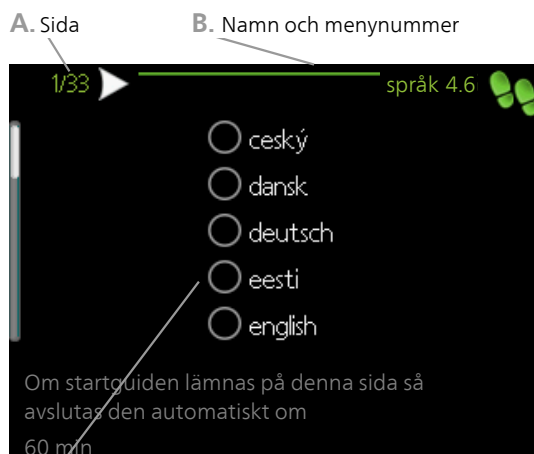 A. Sida
B. Namn och menynummer
1/33
språk 4.6
ceský
dansk
deutsch
eesti
english
Om startguiden lämnas på denna sida så
avslutas den automatiskt om
60 min